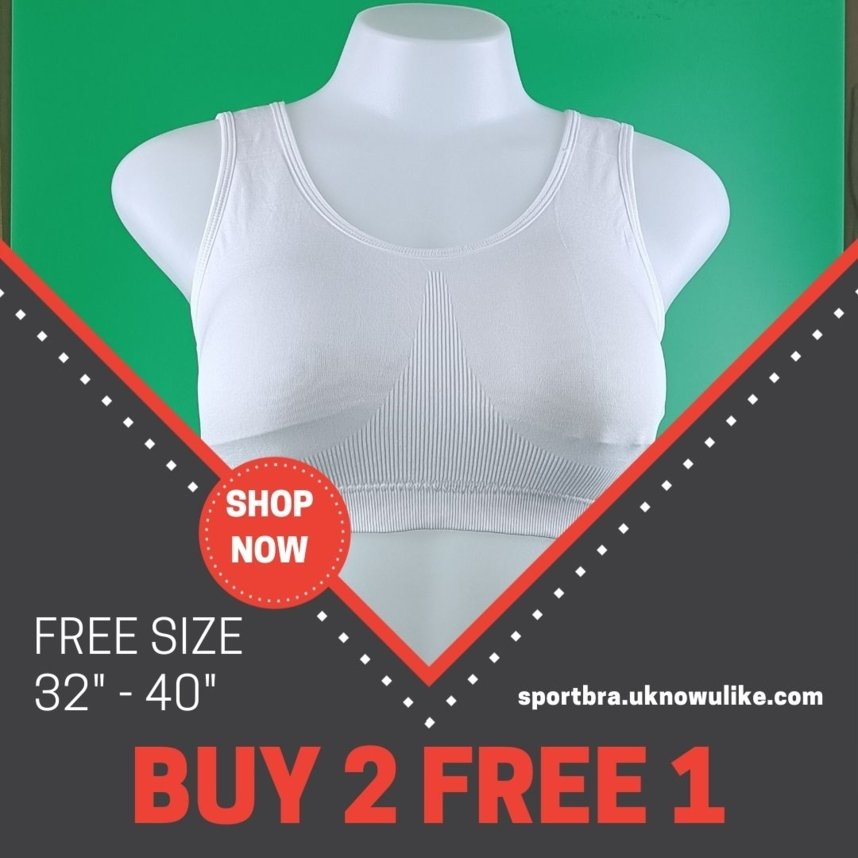 SHOP
NOW
FREE SIZE
32" - 40"
sportbra.uknowulike.com
BUY 2 FREE 1